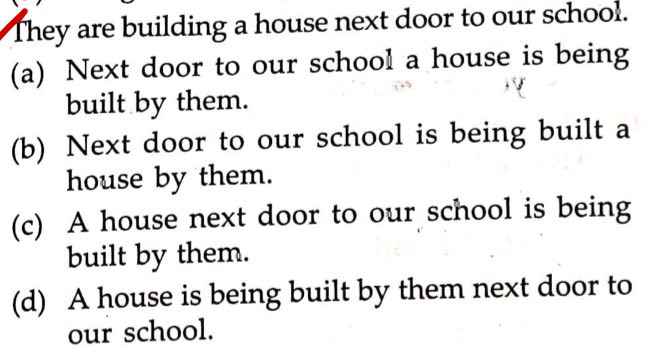 They are building a house next door to our school.
(a) Next door to our school a house is being
built by them.
(b) Next door to our school is being built a
house by them.
(c) A house next door to our school is being
built by them.
(d) A house is being built by them next door to
our school.